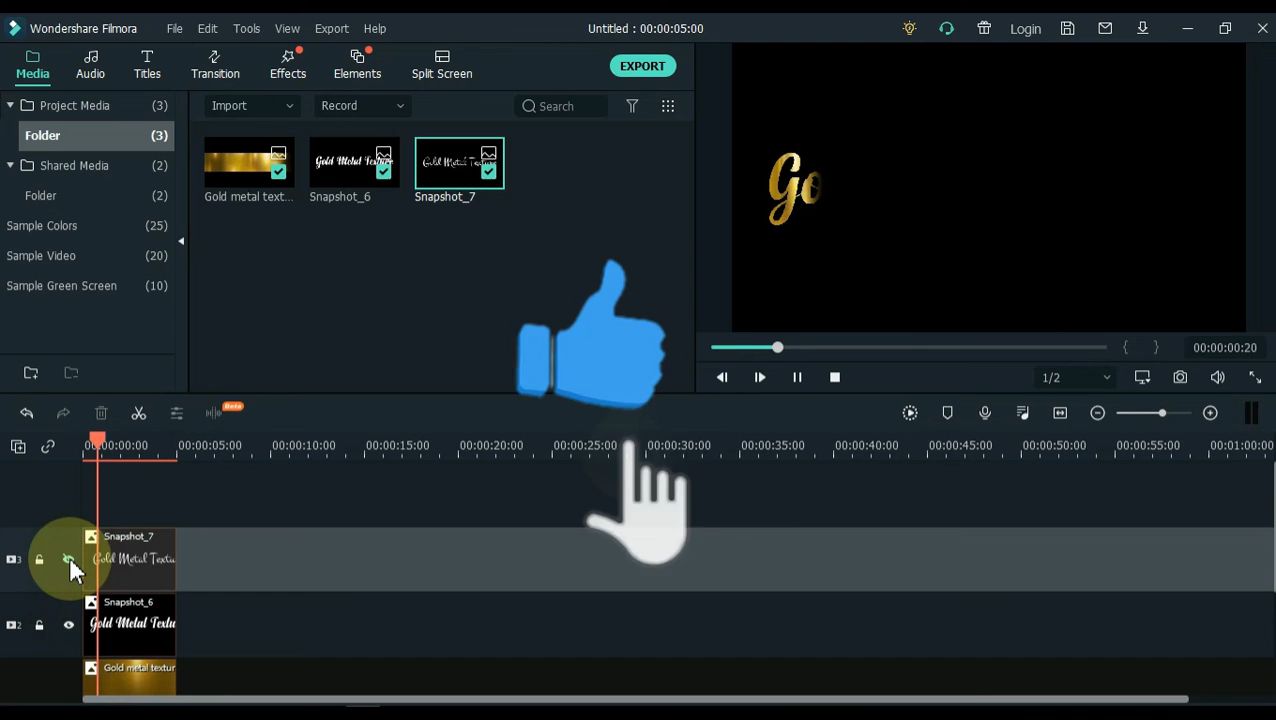 Wondershare Filmora File Edit Tools View Export Help Untitled : 00:00:05:00 Login
Media Audio Titles Transition Effects Elements Split Screen EXPORT
Project Media (3)
Folder (3)
Shared Media (2)
Folder (2)
Sample Colors (25)
Sample Video (20)
Sample Green Screen (10)
Import Record Search
Gold Metal Texture Gold Metal Texture
Gold metal text... Snapshot_6 Snapshot_7
Go
00:00:00:20
1/2
Beta
00:00:00:00 00:00:05:00 00:00:10:00 00:00:15:00 00:00:20:00 00:00:25:00 00:00:30:00 00:00:35:00 00:00:40:00 00:00:45:00 00:00:50:00 00:00:55:00 00:01:00:00
Snapshot_7
3 Gold Metal Textu
Snapshot_6
2 Gold Metal Textu
Gold metal textur